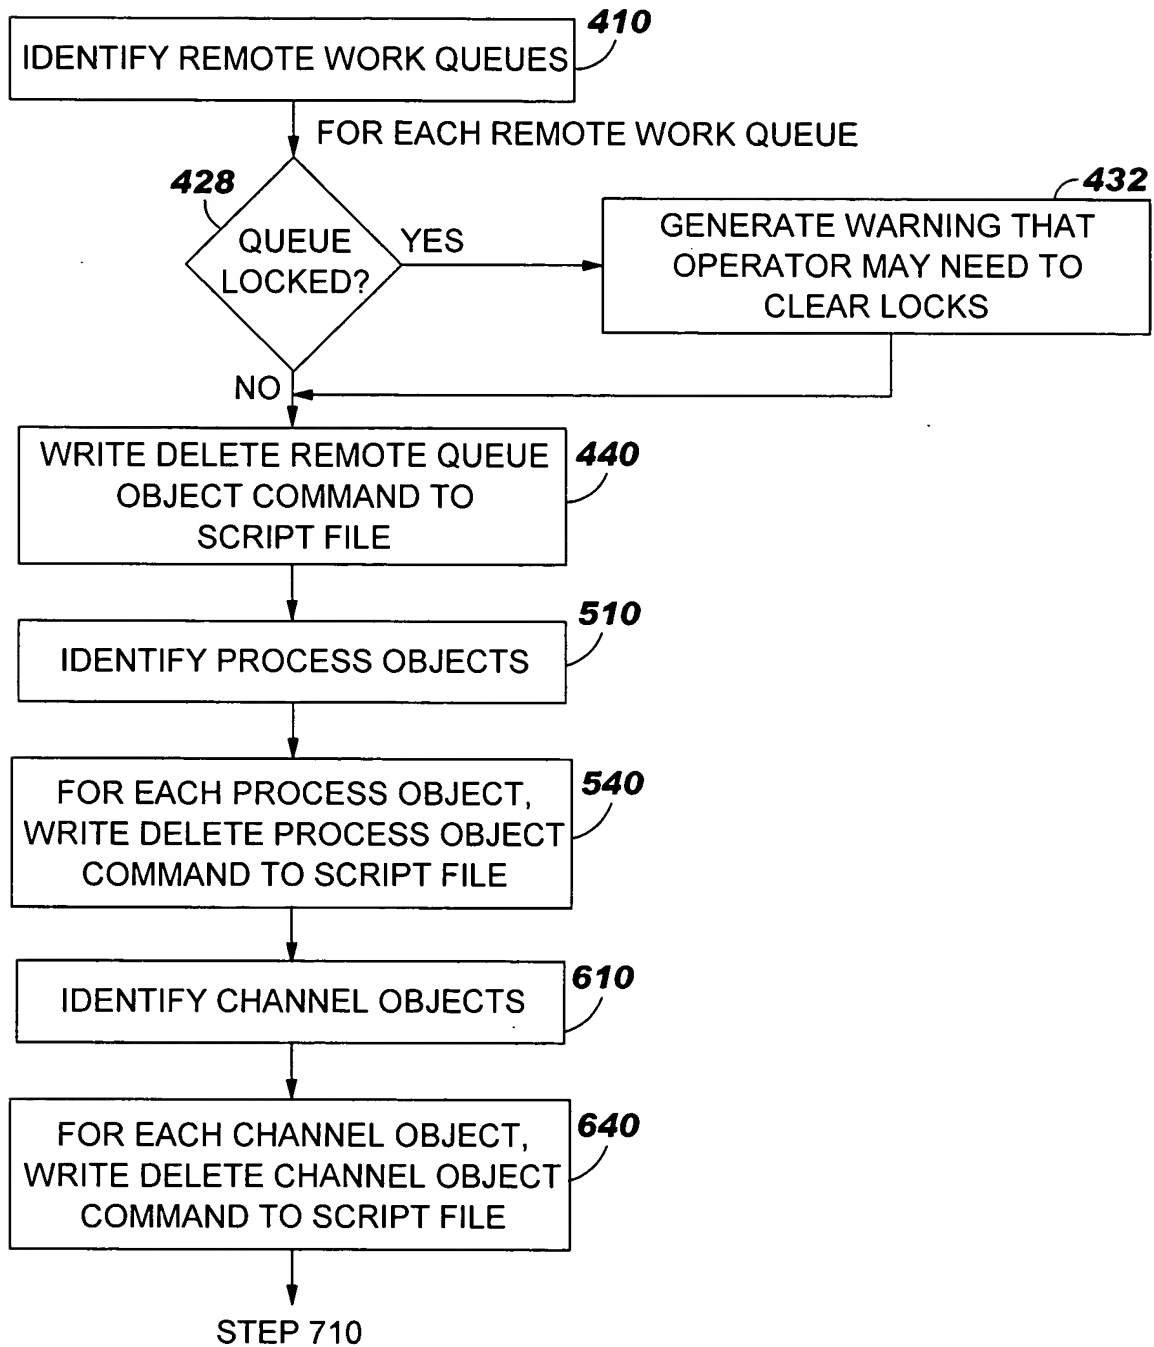 410
IDENTIFY REMOTE WORK QUEUES
FOR EACH REMOTE WORK QUEUE
428
QUEUE
LOCKED?
YES
432
GENERATE WARNING THAT
OPERATOR MAY NEED TO
CLEAR LOCKS
NO
440
WRITE DELETE REMOTE QUEUE
OBJECT COMMAND TO
SCRIPT FILE
510
IDENTIFY PROCESS OBJECTS
540
FOR EACH PROCESS OBJECT,
WRITE DELETE PROCESS OBJECT
COMMAND TO SCRIPT FILE
610
IDENTIFY CHANNEL OBJECTS
640
FOR EACH CHANNEL OBJECT,
WRITE DELETE CHANNEL OBJECT
COMMAND TO SCRIPT FILE
STEP 710